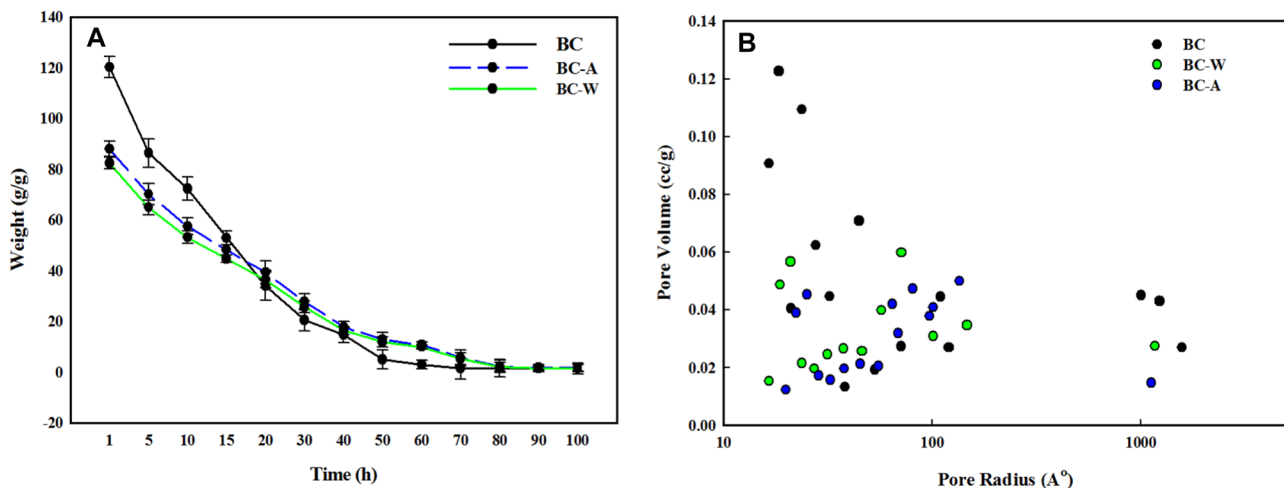 A
BC
BC-A
BC-W
140
120
100
80
60
40
20
0
-20
Weight (g/g)
1 5 10 15 20 30 40 50 60 70 80 90 100
Time (h)
B
BC
BC-W
BC-A
0.14
0.12
0.10
0.08
0.06
0.04
0.02
0.00
Pore Volume (cc/g)
10 100 1000
Pore Radius (A°)